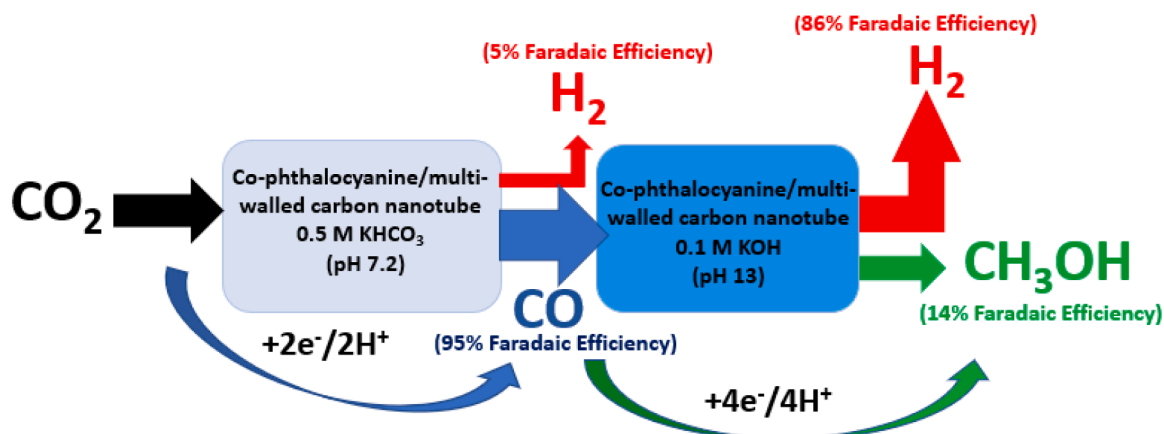 (5% Faradaic Efficiency)
H₂
(86% Faradaic Efficiency)
H₂
CO₂
Co-phthalocyanine/multi-
walled carbon nanotube
0.5 M KHCO₃
(pH 7.2)
Co-phthalocyanine/multi-
walled carbon nanotube
0.1 M KOH
(pH 13)
CH₃OH
(14% Faradaic Efficiency)
CO
(95% Faradaic Efficiency)
+2e⁻/2H⁺
+4e⁻/4H⁺